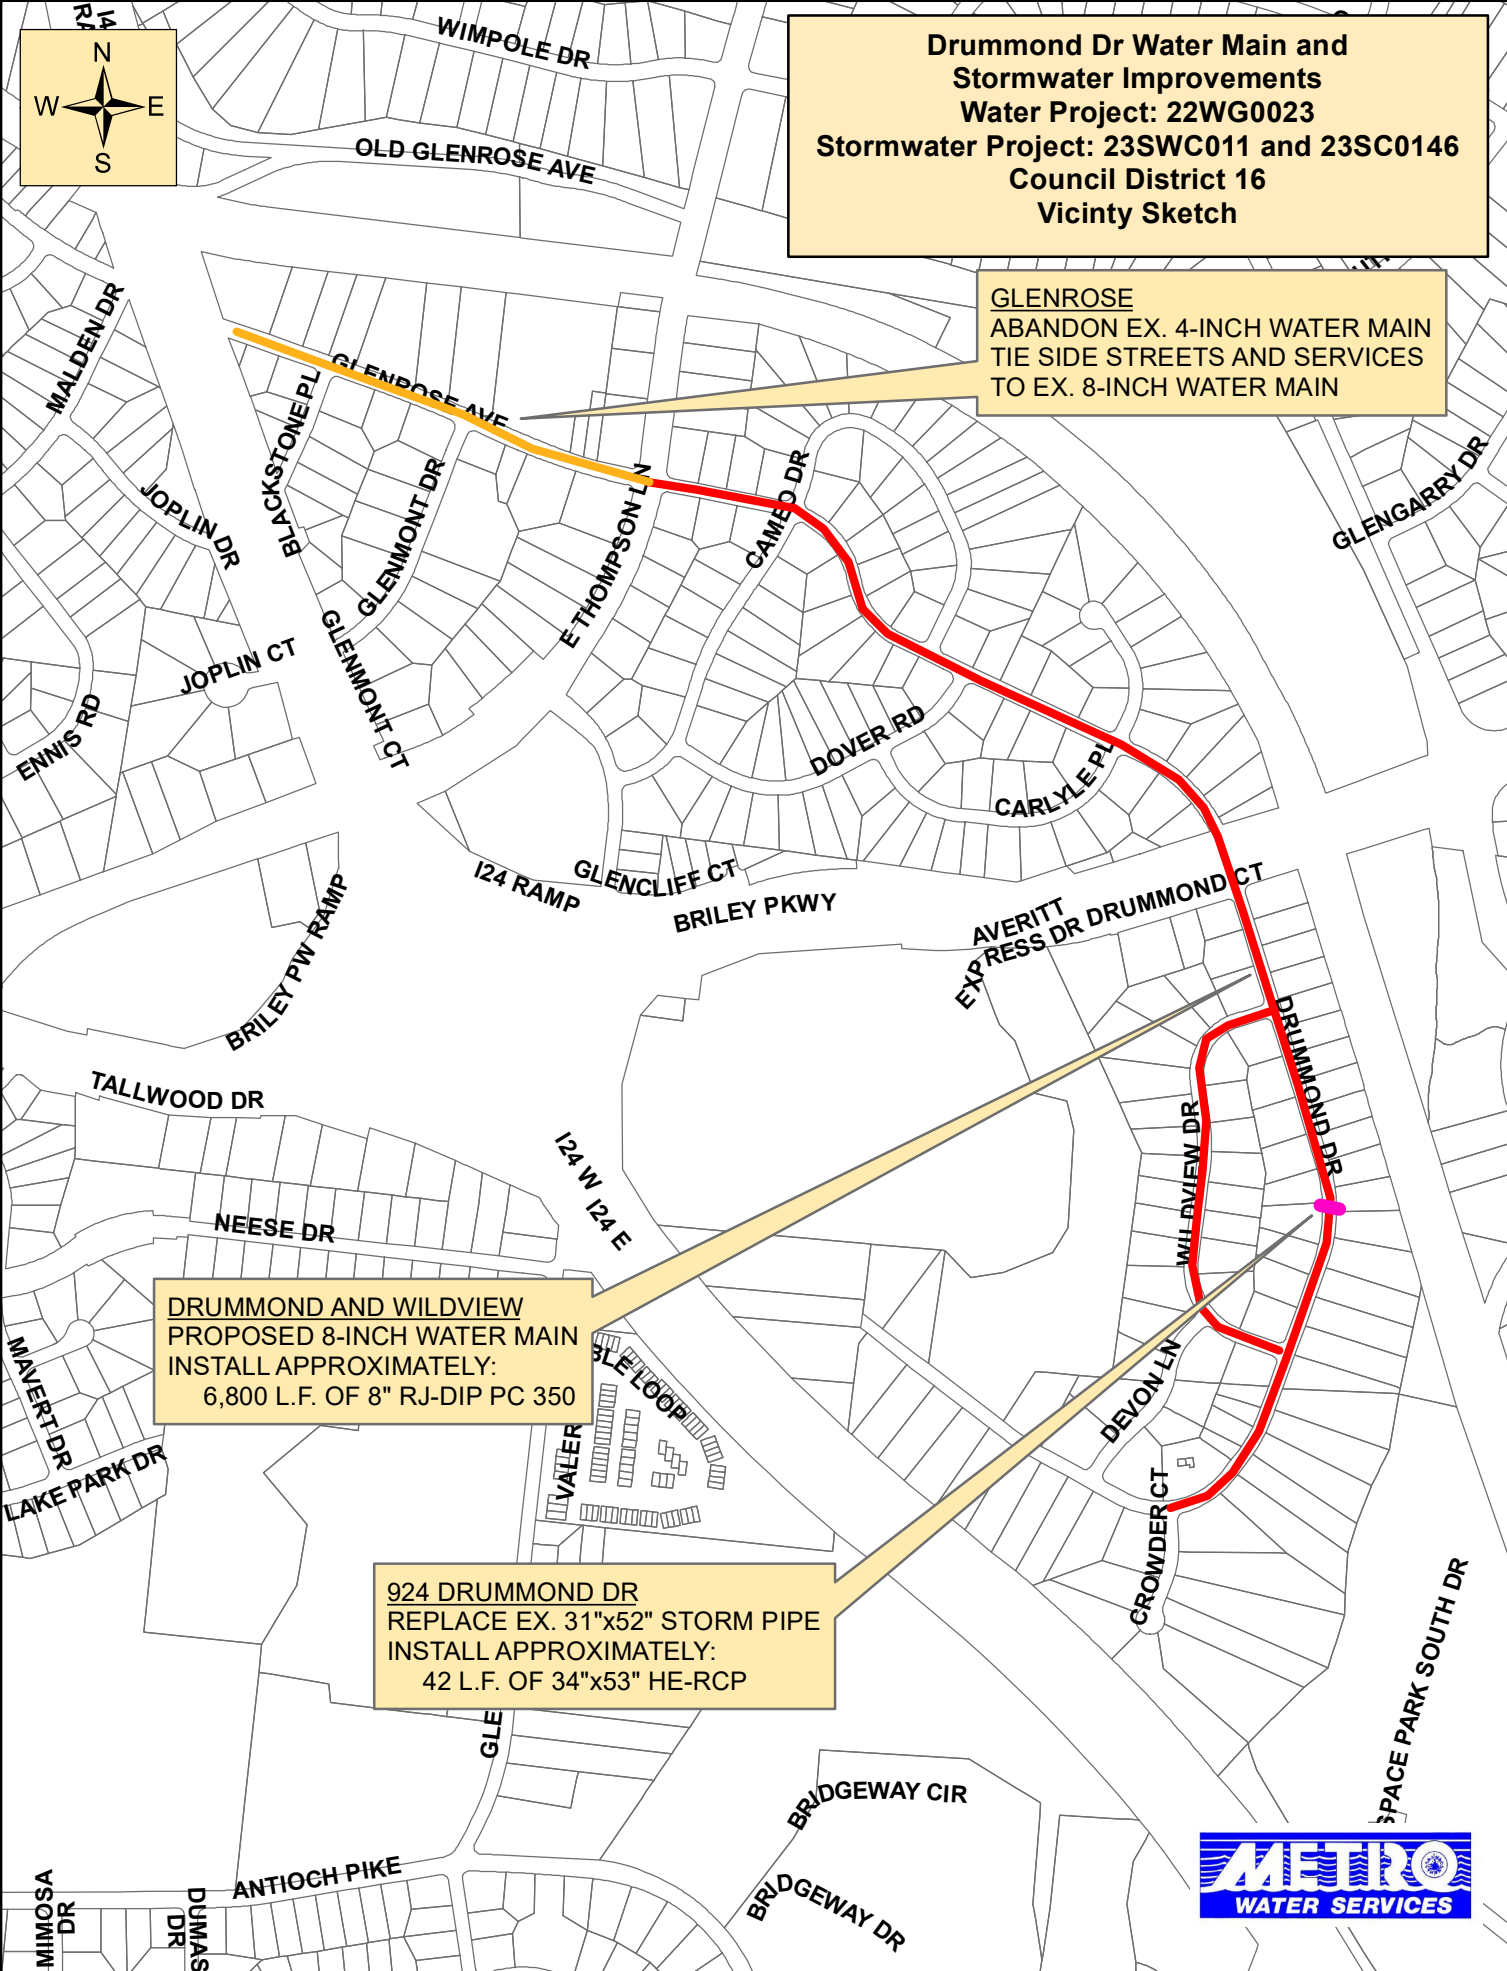 WIMPOLE DR
N
W E
S
Drummond Dr Water Main and
Stormwater Improvements
Water Project: 22WG0023
Stormwater Project: 23SWC011 and 23SC0146
Council District 16
Vicinty Sketch
OLD GLENROSE AVE
GLENROSE
ABANDON EX. 4-INCH WATER MAIN
TIE SIDE STREETS AND SERVICES
TO EX. 8-INCH WATER MAIN
MALDEN DR
GLENROSE AVE
BLACKSTONE PL
JOPLIN DR
GLENMONT DR
E THOMPSON LN
CAMEO DR
GLENGARRY DR
JOPLIN CT
GLENMONT CT
ENNIS RD
DOVER RD
CARLYLE PL
I24 RAMP
GLENCLIFF CT
BRILEY PKWY
AVERITT
EXPRESS DR
DRUMMOND CT
BRILEY PW RAMP
DRUMMOND DR
TALLWOOD DR
WILDVIEW DR
I24 W
I24 E
NEESE DR
DRUMMOND AND WILDVIEW
PROPOSED 8-INCH WATER MAIN
INSTALL APPROXIMATELY:
6,800 L.F. OF 8" RJ-DIP PC 350
MAVERT DR
LAKE PARK DR
VALER
BLE LOOP
DEVON LN
CROWDER CT
924 DRUMMOND DR
REPLACE EX. 31"x52" STORM PIPE
INSTALL APPROXIMATELY:
42 L.F. OF 34"x53" HE-RCP
GLE
SPACE PARK SOUTH DR
BRIDGEWAY CIR
BRIDGEWAY DR
ANTIOCH PIKE
MIMOSA
DR
DUMAS
DR
METRO
WATER SERVICES